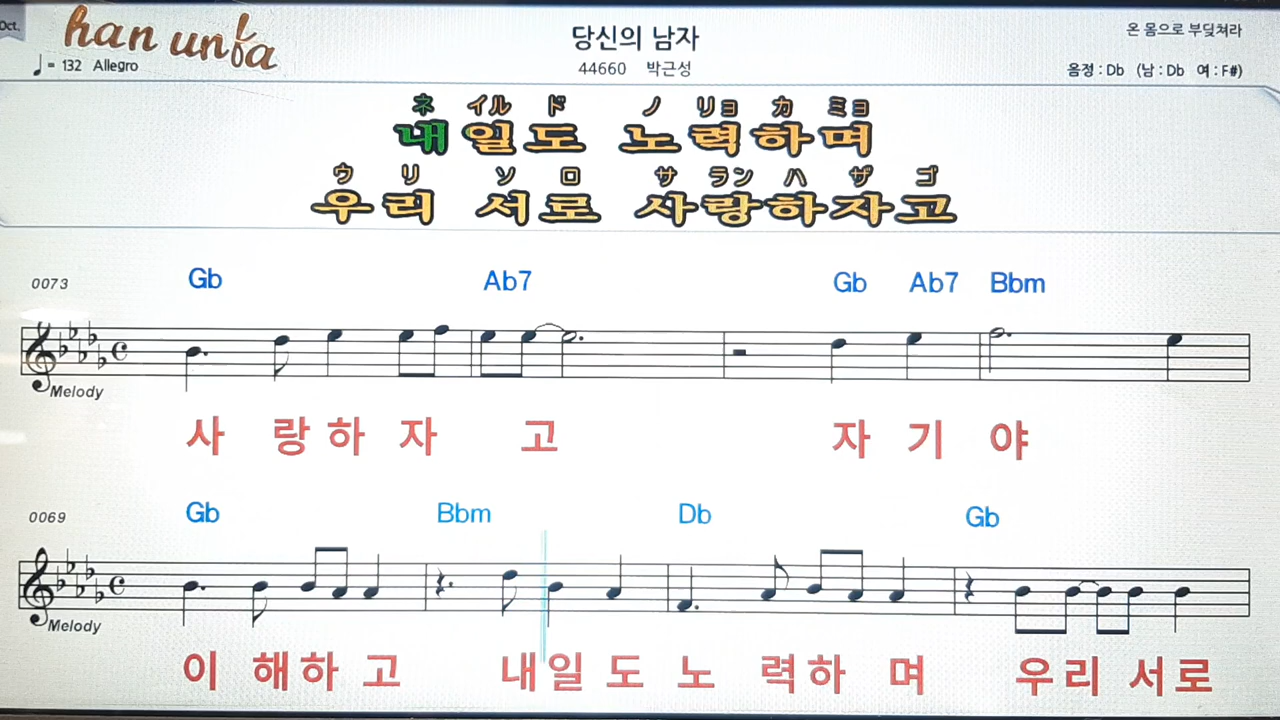 Oct.
han unfa
♩ = 132 Allegro
당신의 남자
44660 박근성
온 몸으로 부딪쳐라
음정 : Db (남 : Db 여 : F#)
ネ イル ド ノ リョ カ ミョ
내 일도 노력하며
ウ リ ソ ロ サ ラン ハ ザ ゴ
우리 서로 사랑하자고
0073 Gb Ab7 Gb Ab7 Bbm
Melody
사 랑 하 자 고 자 기 야
0069 Gb Bbm Db Gb
Melody
이 해하 고 내일 도 노 력하 며 우리 서로